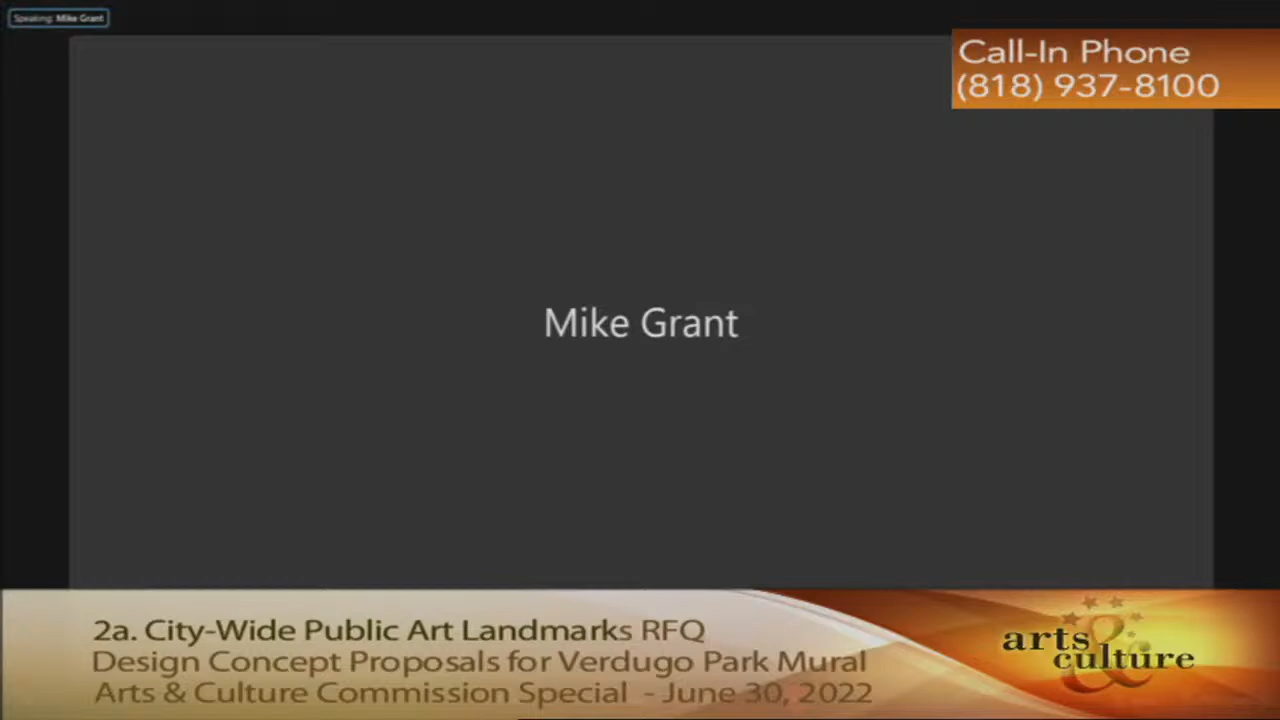 Speaking: Mike Grant
Call-In Phone
(818) 937-8100
Mike Grant
2a. City-Wide Public Art Landmarks RFQ
Design Concept Proposals for Verdugo Park Mural
Arts & Culture Commission Special - June 30, 2022
arts
&
culture